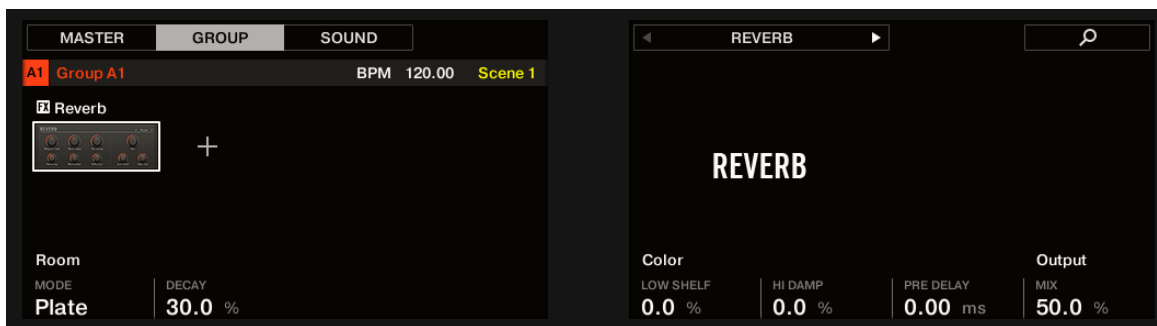 MASTER GROUP SOUND
A1 Group A1 BPM 120.00 Scene 1
FX Reverb
REVERB
Room
MODE DECAY
Plate 30.0 %
REVERB
REVERB
Color Output
LOW SHELF HI DAMP PRE DELAY MIX
0.0 % 0.0 % 0.00 ms 50.0 %